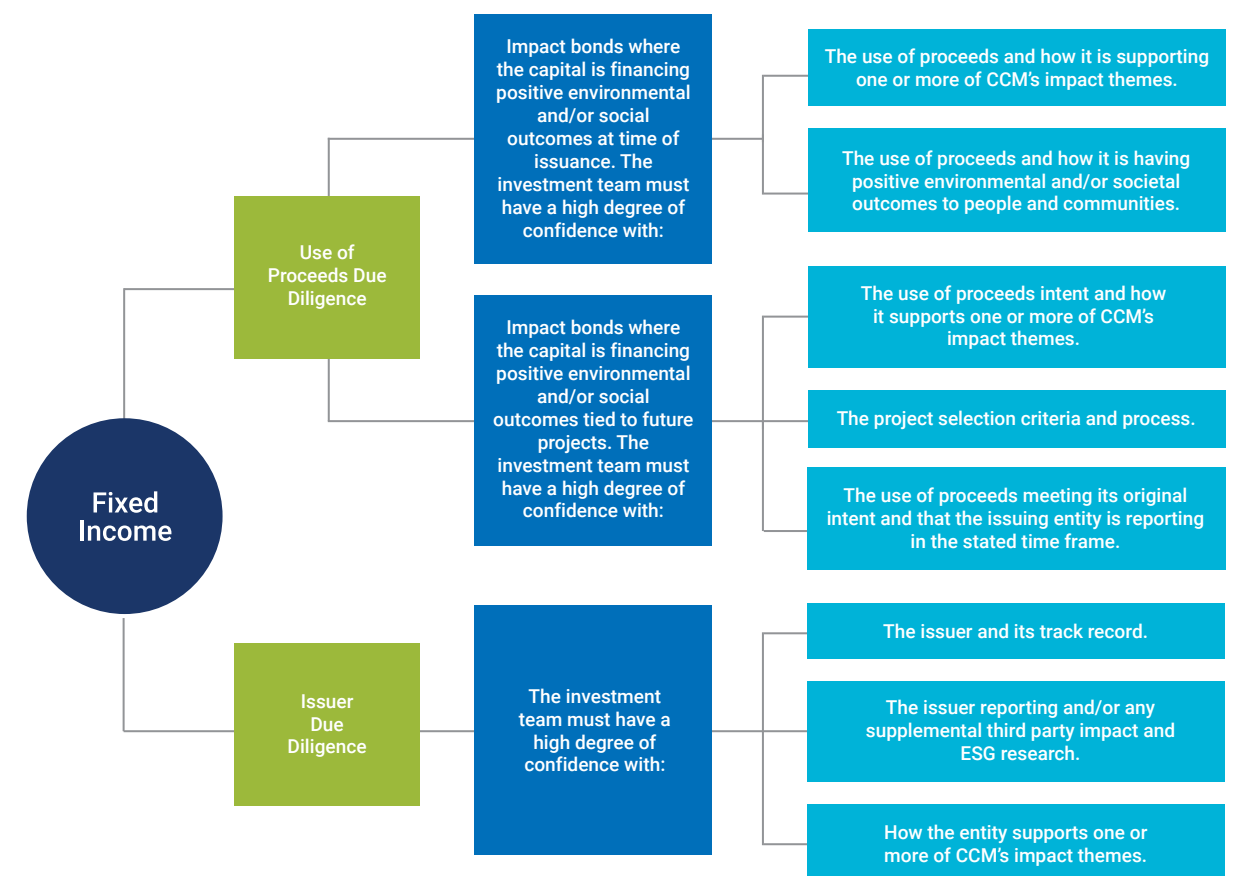 Fixed
Income
Use of
Proceeds Due
Diligence
Impact bonds where
the capital is financing
positive environmental
and/or social
outcomes at time of
issuance. The
investment team must
have a high degree of
confidence with:
The use of proceeds and how it is supporting
one or more of CCM's impact themes.
The use of proceeds and how it is having
positive environmental and/or societal
outcomes to people and communities.
Impact bonds where
the capital is financing
positive environmental
and/or social
outcomes tied to future
projects. The
investment team must
have a high degree of
confidence with:
The use of proceeds intent and how
it supports one or more of CCM's
impact themes.
The project selection criteria and process.
The use of proceeds meeting its original
intent and that the issuing entity is reporting
in the stated time frame.
Issuer
Due
Diligence
The investment
team must have a
high degree of
confidence with:
The issuer and its track record.
The issuer reporting and/or any
supplemental third party impact and
ESG research.
How the entity supports one or
more of CCM's impact themes.